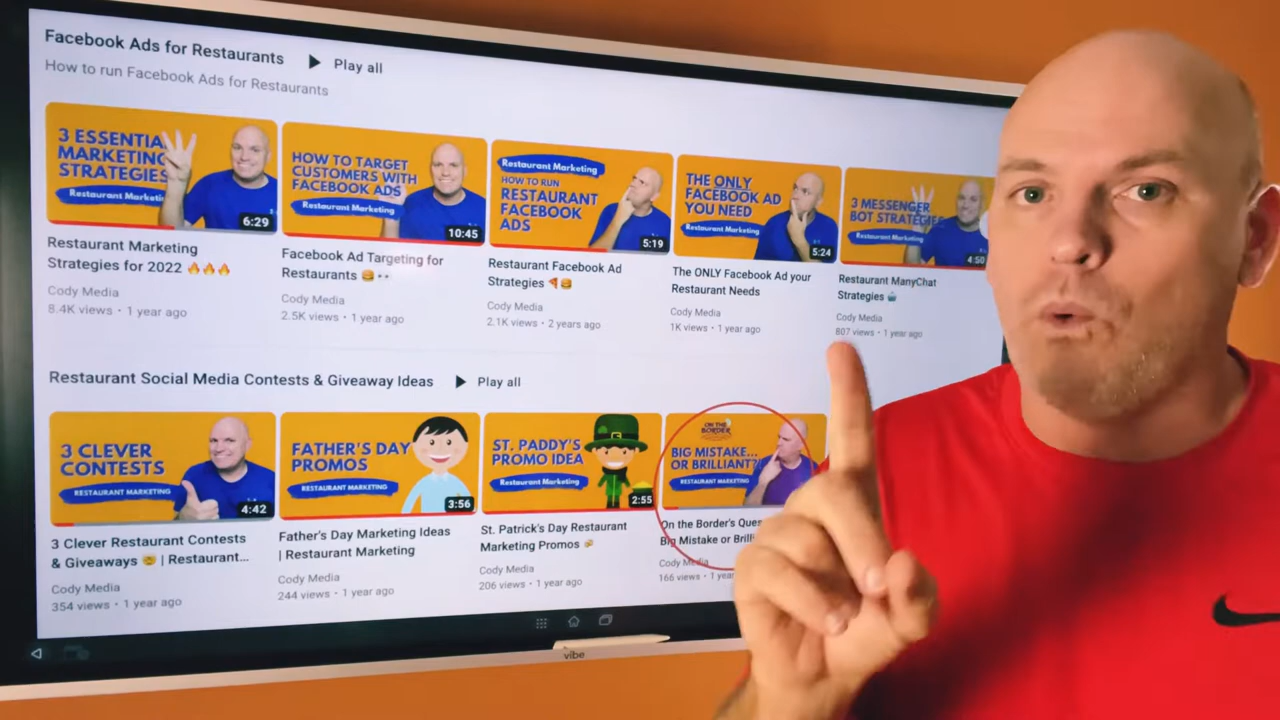 Facebook Ads for Restaurants ▶ Play all
How to run Facebook Ads for Restaurants
3 ESSENTIAL
MARKETING
STRATEGIES
Restaurant Marketing
6:29
Restaurant Marketing
Strategies for 2022 🔥🔥🔥
Cody Media
8.4K views • 1 year ago
HOW TO TARGET
CUSTOMERS WITH
FACEBOOK ADS
Restaurant Marketing
10:45
Facebook Ad Targeting for
Restaurants 🍔👀
Cody Media
2.5K views • 1 year ago
Restaurant Marketing
HOW TO RUN
RESTAURANT
FACEBOOK
ADS
5:19
Restaurant Facebook Ad
Strategies 🍕🍔
Cody Media
2.1K views • 2 years ago
THE ONLY
FACEBOOK AD
YOU NEED
Restaurant Marketing
5:24
The ONLY Facebook Ad your
Restaurant Needs
Cody Media
1K views • 1 year ago
3 MESSENGER
BOT STRATEGIES
Restaurant Marketing
4:50
Restaurant ManyChat
Strategies 🤖
Cody Media
807 views • 1 year ago
Restaurant Social Media Contests & Giveaway Ideas ▶ Play all
3 CLEVER
CONTESTS
RESTAURANT MARKETING
4:42
3 Clever Restaurant Contests
& Giveaways 🤯 | Restaurant...
Cody Media
354 views • 1 year ago
FATHER'S DAY
PROMOS
RESTAURANT MARKETING
3:56
Father's Day Marketing Ideas
| Restaurant Marketing
Cody Media
244 views • 1 year ago
ST. PADDY'S
PROMO IDEA
Restaurant Marketing
2:55
St. Patrick's Day Restaurant
Marketing Promos
Cody Media
206 views • 1 year ago
ON THE
BORDER
BIG MISTAKE...
OR BRILLIANT?
RESTAURANT MARKETING
On the Border's Ques
Big Mistake or Brilli
Cody Media
166 views • 1 year
vibe